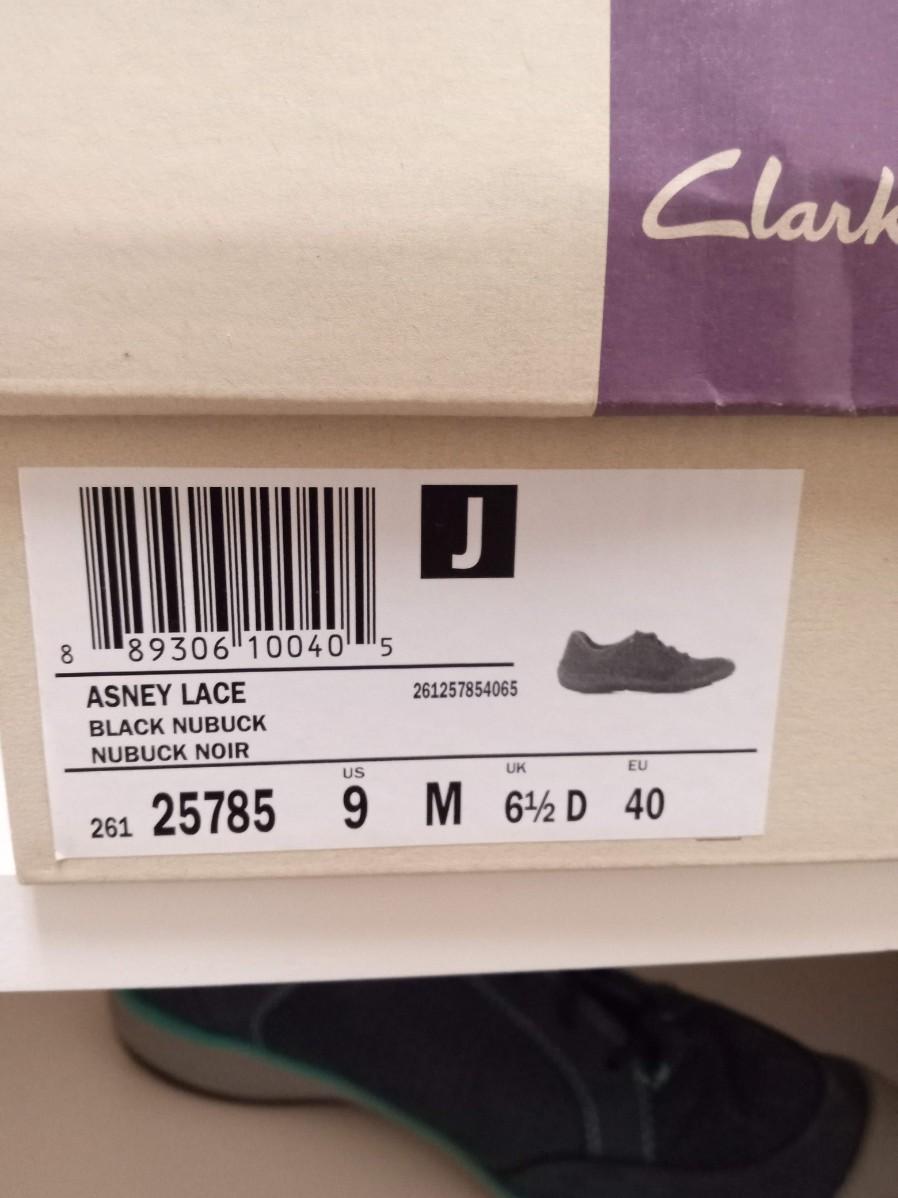 Clark
J
8 89306 10040 5
ASNEY LACE 261257854065
BLACK NUBUCK
NUBUCK NOIR
US UK EU
261 25785 9 M 6½ D 40